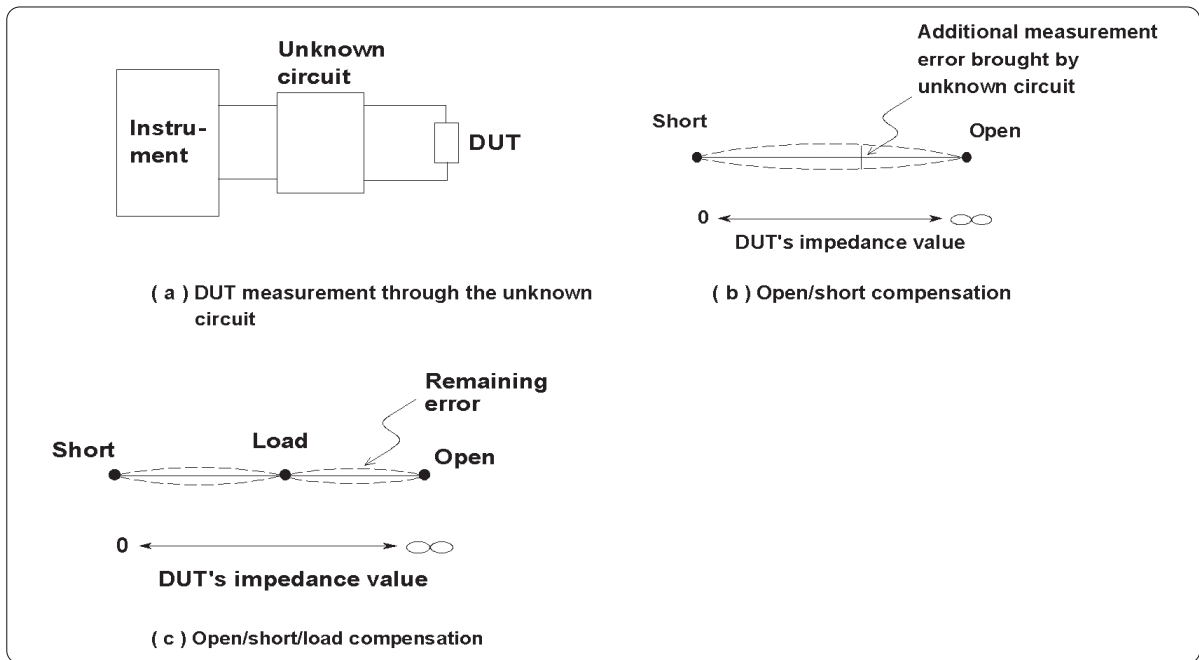 Unknown
circuit
Instru-
ment
DUT
( a ) DUT measurement through the unknown
circuit
Additional measurement
error brought by
unknown circuit
Short
Open
0
DUT's impedance value
( b ) Open/short compensation
Remaining
error
Short
Load
Open
0
DUT's impedance value
( c ) Open/short/load compensation